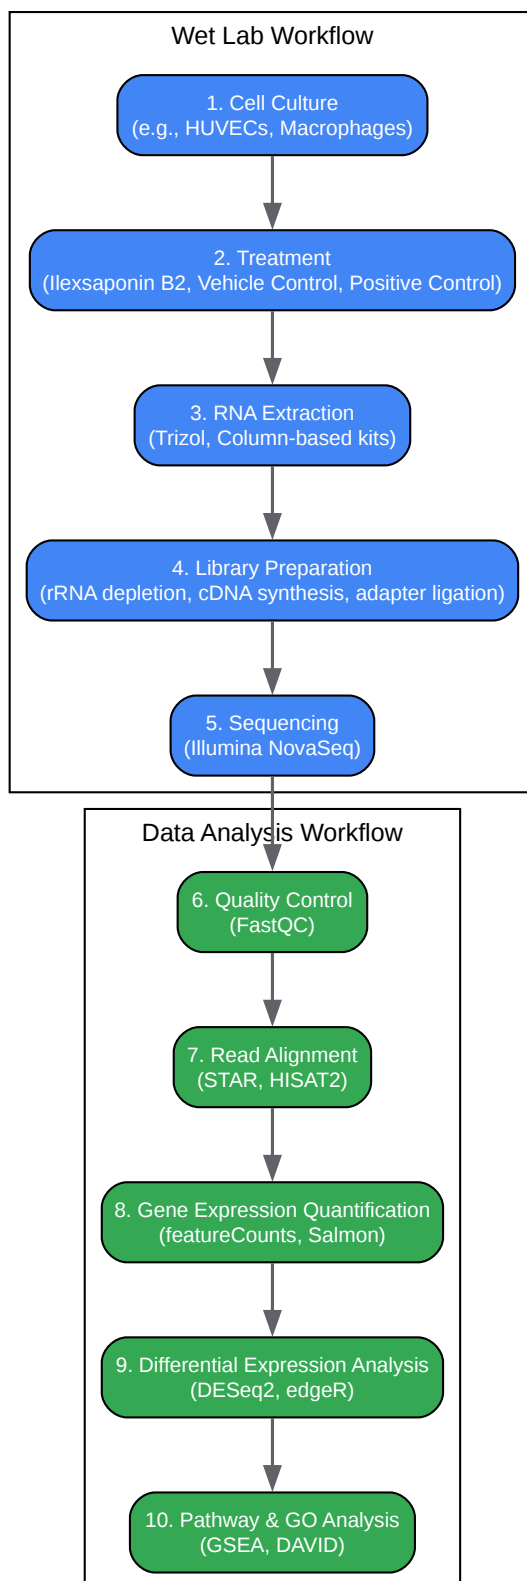 Wet Lab Workflow
1. Cell Culture
(e.g., HUVECs, Macrophages)
2. Treatment
(Ilexsaponin B2, Vehicle Control, Positive Control)
3. RNA Extraction
(Trizol, Column-based kits)
4. Library Preparation
(rRNA depletion, cDNA synthesis, adapter ligation)
5. Sequencing
(Illumina NovaSeq)
Data Analysis Workflow
6. Quality Control
(FastQC)
7. Read Alignment
(STAR, HISAT2)
8. Gene Expression Quantification
(featureCounts, Salmon)
9. Differential Expression Analysis
(DESeq2, edgeR)
10. Pathway & GO Analysis
(GSEA, DAVID)